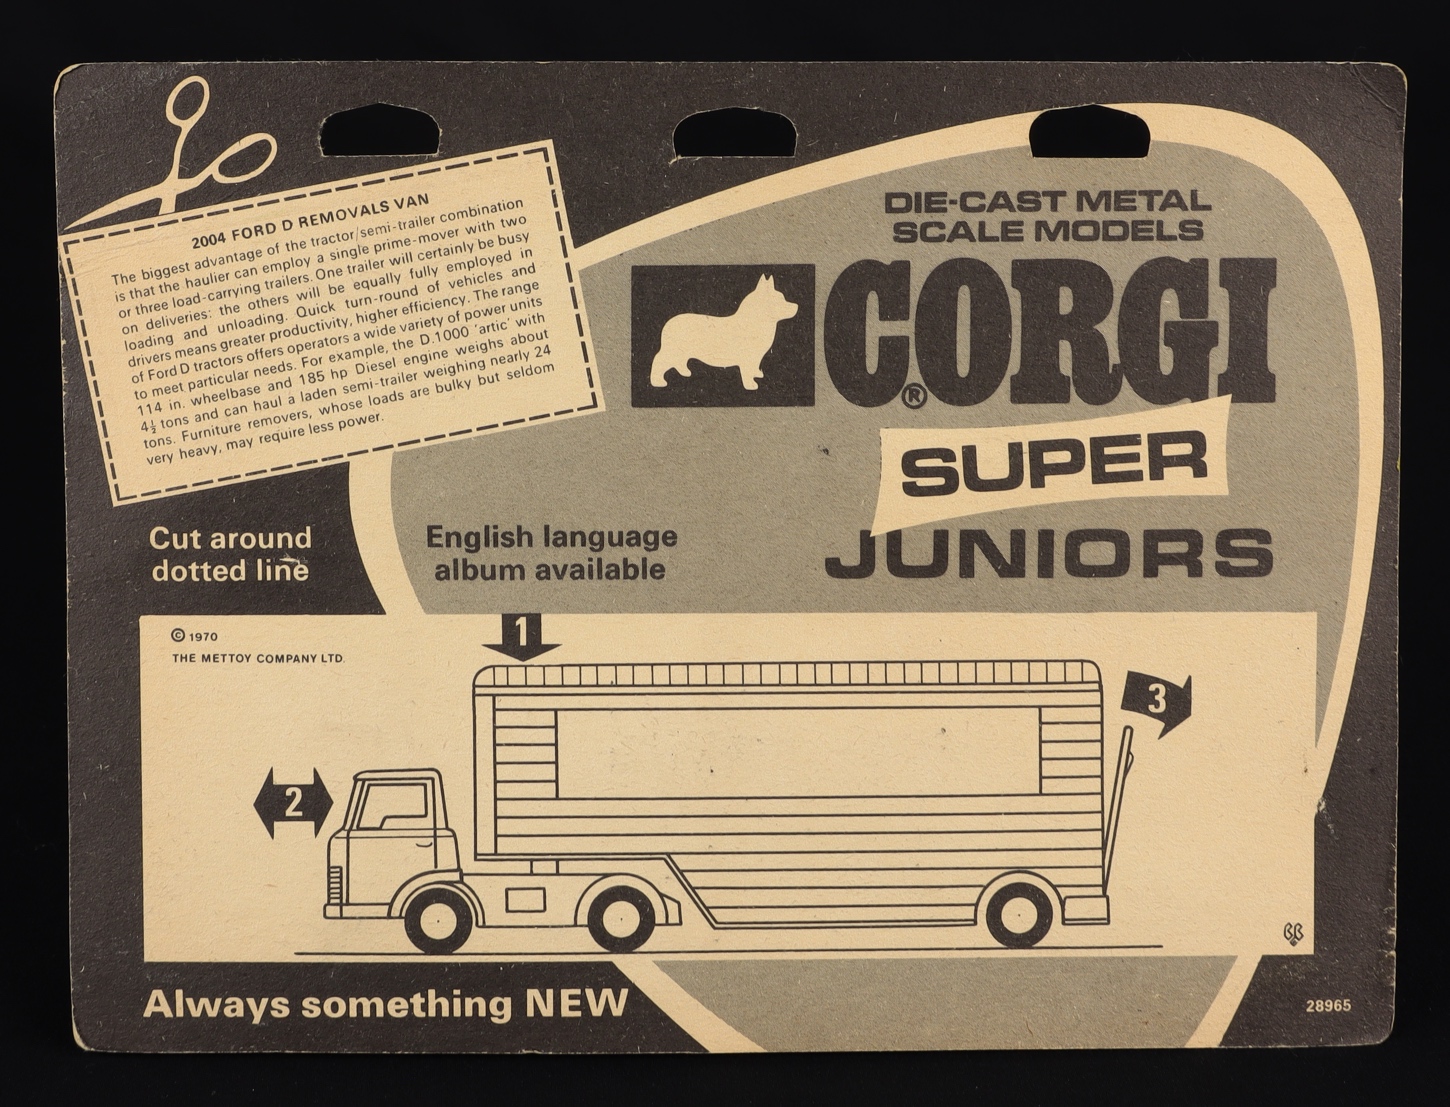 2004 FORD D REMOVALS VAN
The biggest advantage of the tractor/semi-trailer combination
is that the haulier can employ a single prime-mover with two
or three load-carrying trailers. One trailer will certainly be busy
on deliveries: the others will be equally fully employed in
loading and unloading. Quick turn-round of vehicles and
drivers means greater productivity, higher efficiency. The range
of Ford D tractors offers operators a wide variety of power units
to meet particular needs. For example, the D.1000 'artic' with
114 in. wheelbase and 185 hp Diesel engine weighs about
4½ tons and can haul a laden semi-trailer weighing nearly 24
tons. Furniture removers, whose loads are bulky but seldom
very heavy, may require less power.
Cut around
dotted line
English language
album available
DIE-CAST METAL
SCALE MODELS
CORGI®
SUPER
JUNIORS
© 1970
THE METTOY COMPANY LTD.
1
2
3
Always something NEW
28965